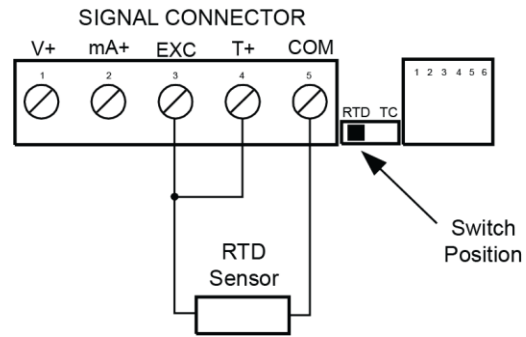 SIGNAL CONNECTOR
V+ mA+ EXC T+ COM
1 2 3 4 5
1 2 3 4 5 6
RTD TC
Switch
Position
RTD
Sensor